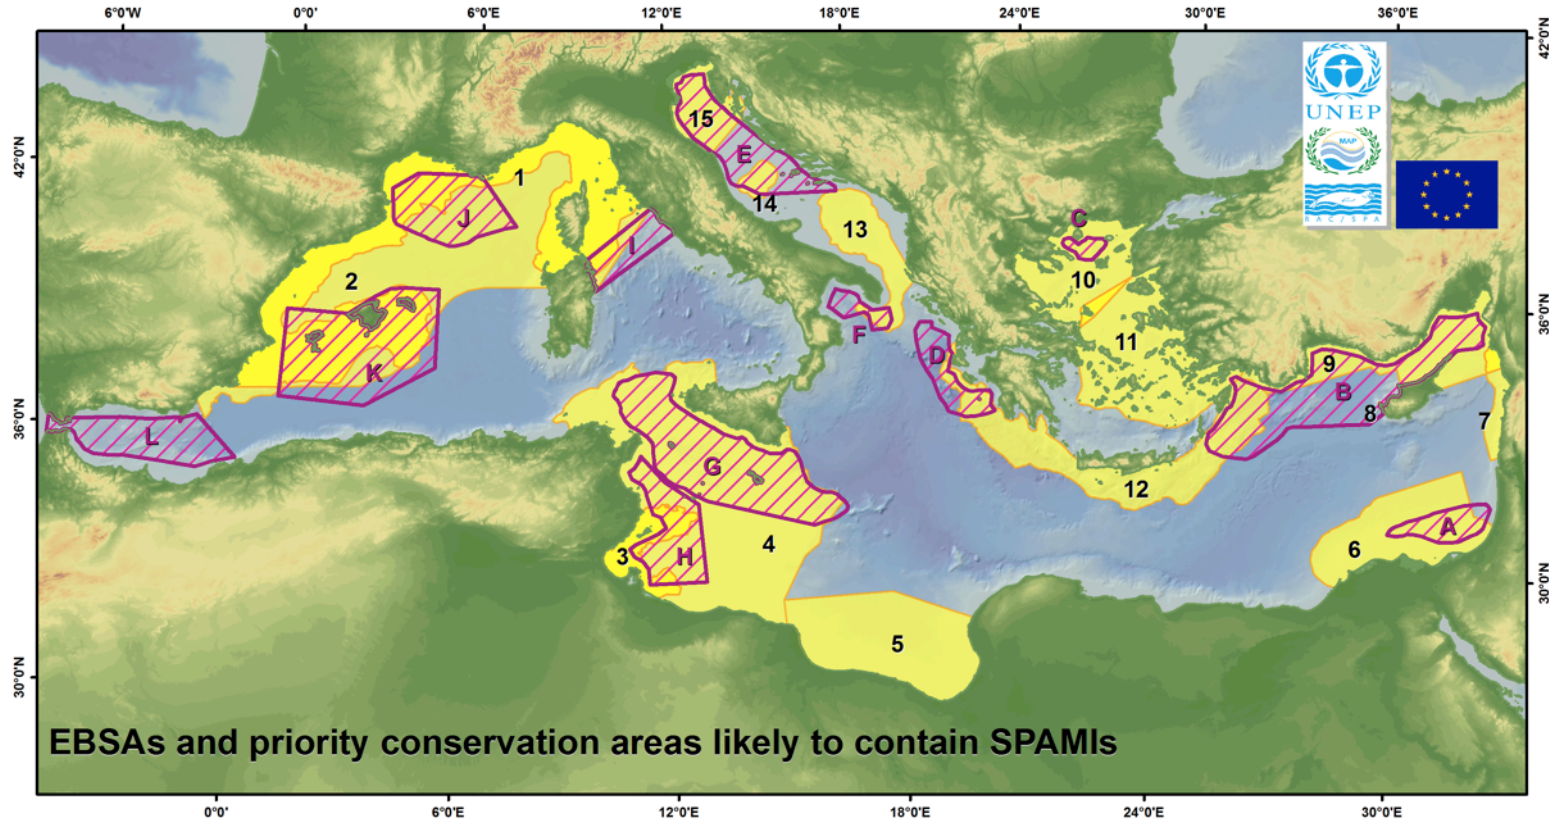 6°0'W 0°0' 6°0'E 12°0'E 18°0'E 24°0'E 30°0'E 36°0'E
42°0'N
UNEP
MAP
RAC/SPA
15
42°0'N
E
1
14
C
J
13
I
2
10
36°0'N
F
11
D
9
K
B
8
7
36°0'N
L
G
12
A
4
6
3
H
30°0'N
5
30°0'N
EBSAs and priority conservation areas likely to contain SPAMIs
0°0' 6°0'E 12°0'E 18°0'E 24°0'E 30°0'E